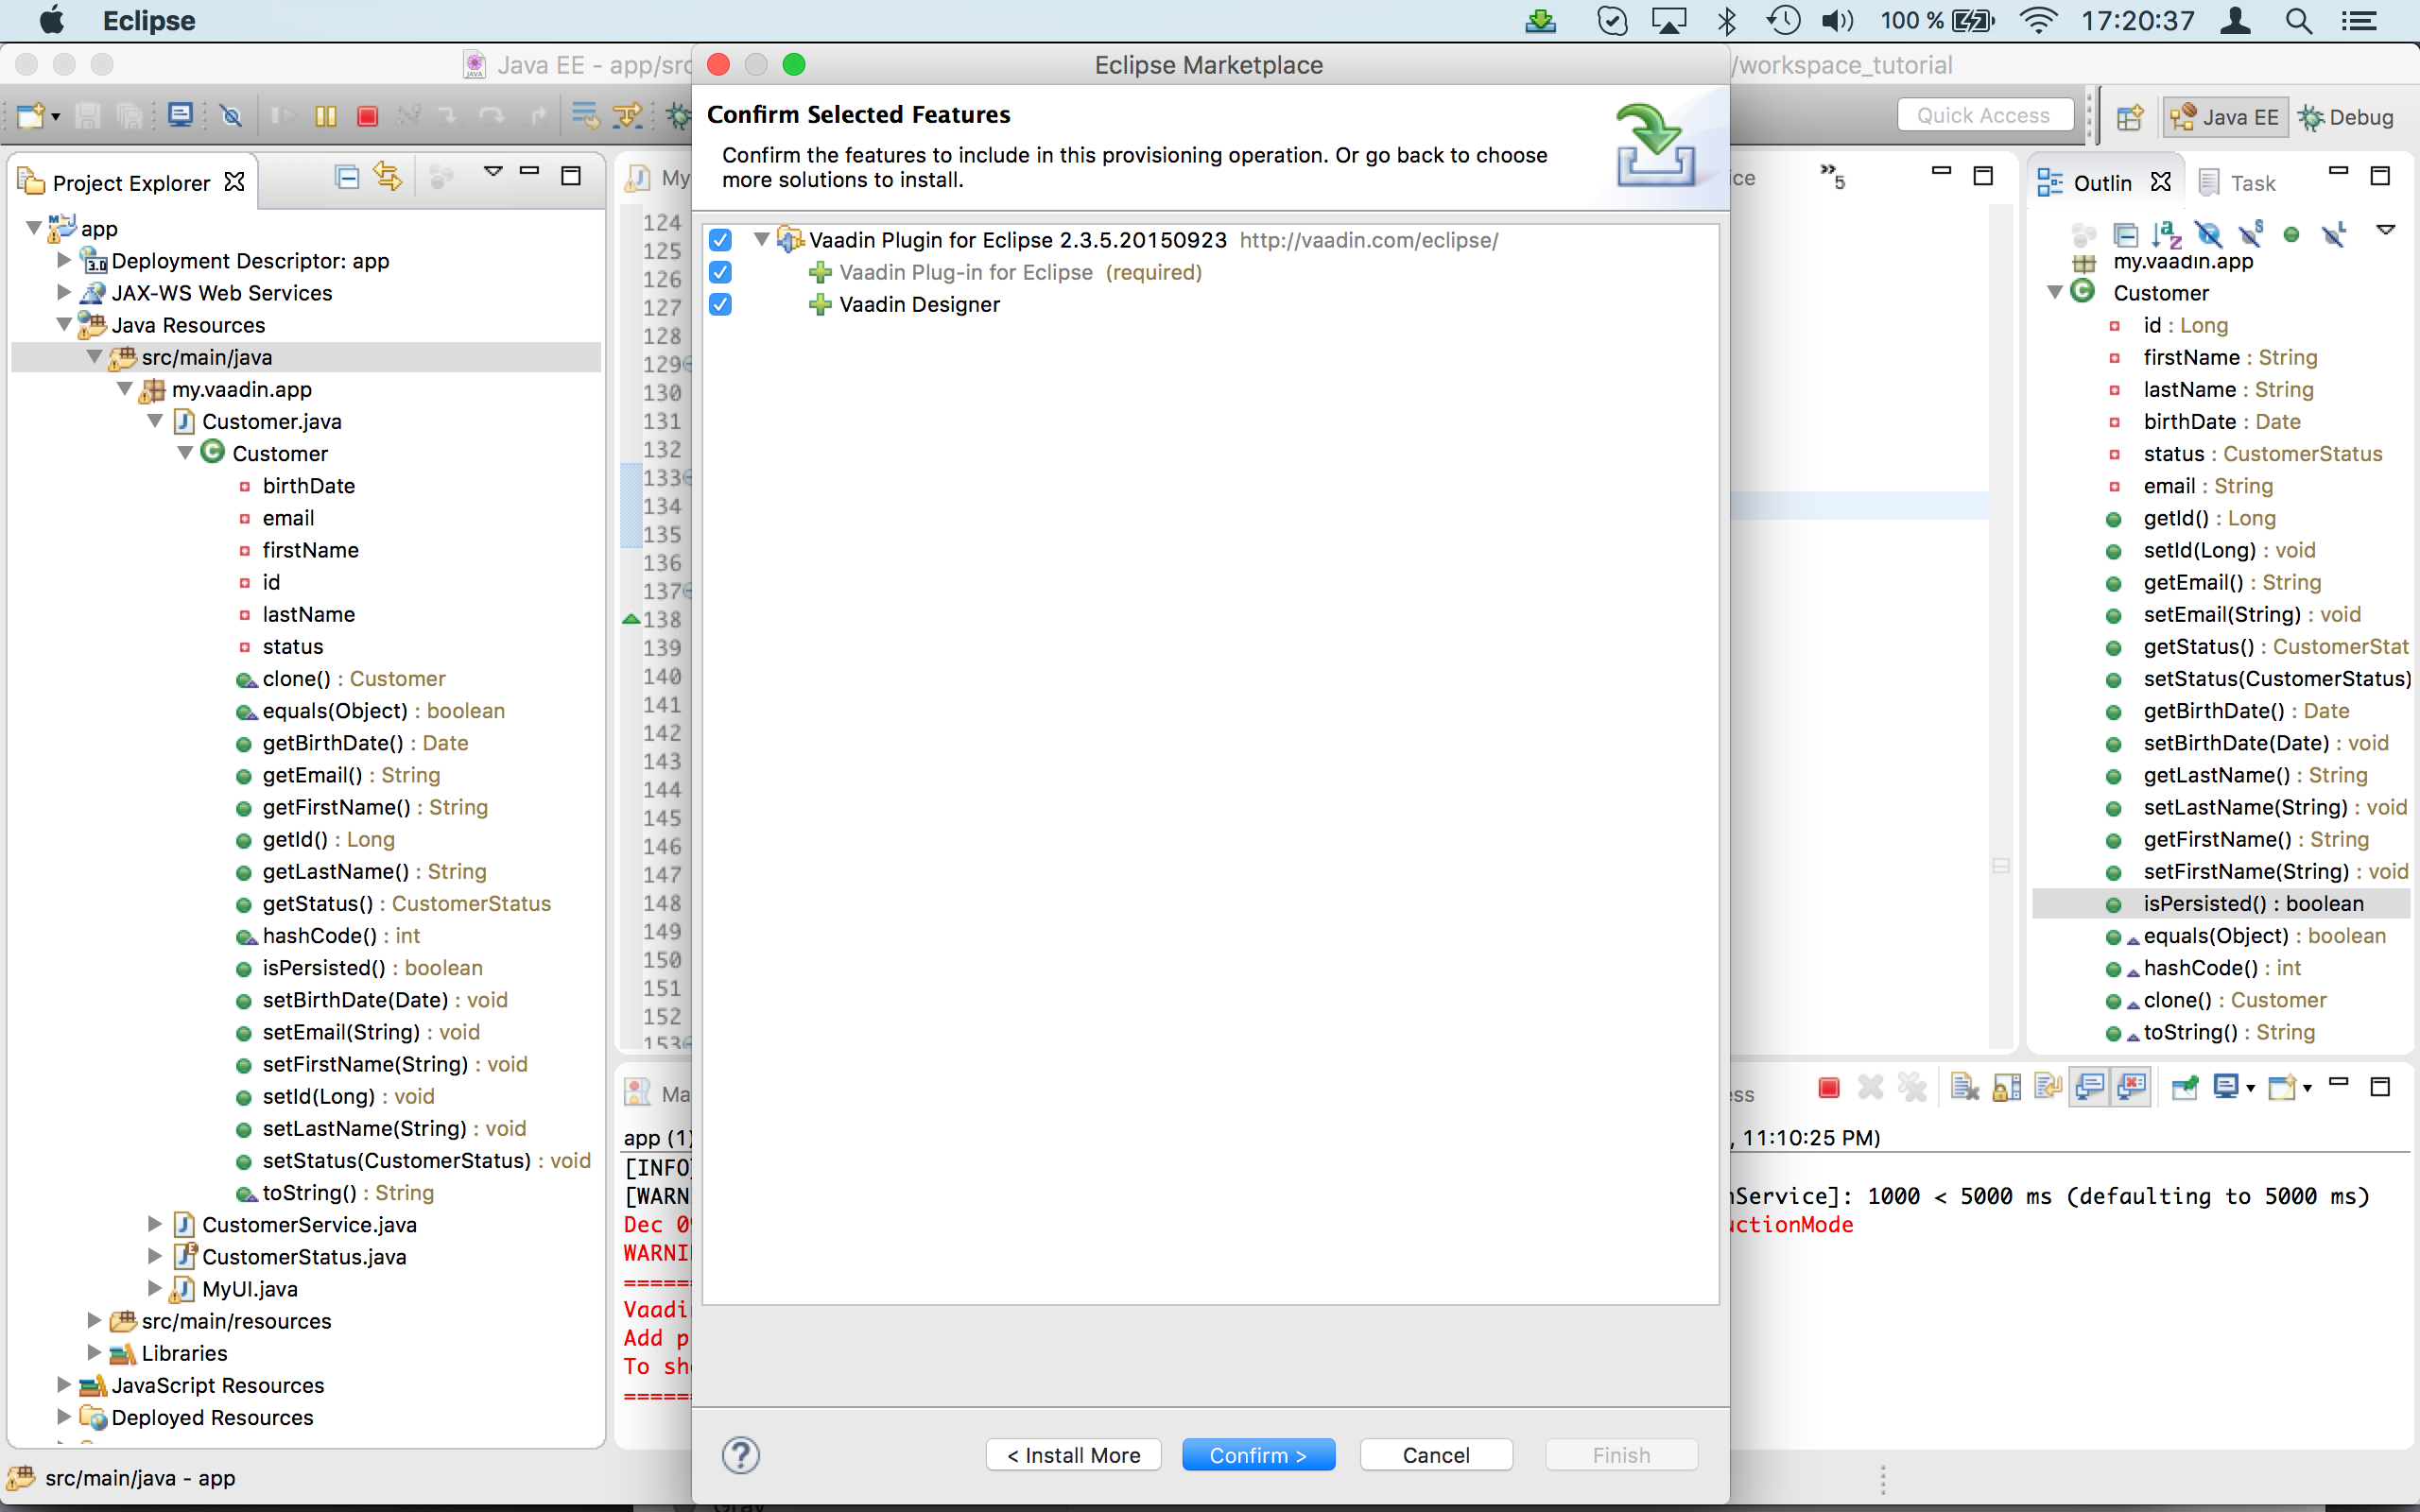 Eclipse
100 %
17:20:37
Java EE - app/src
Eclipse Marketplace
/workspace_tutorial
Quick Access
Java EE
Debug
Confirm Selected Features
Confirm the features to include in this provisioning operation. Or go back to choose
more solutions to install.
Vaadin Plugin for Eclipse 2.3.5.20150923 http://vaadin.com/eclipse/
Vaadin Plug-in for Eclipse (required)
Vaadin Designer
< Install More
Confirm >
Cancel
Finish
Project Explorer
app
3.0
Deployment Descriptor: app
JAX-WS Web Services
Java Resources
src/main/java
my.vaadin.app
Customer.java
Customer
birthDate
email
firstName
id
lastName
status
clone() : Customer
equals(Object) : boolean
getBirthDate() : Date
getEmail() : String
getFirstName() : String
getId() : Long
getLastName() : String
getStatus() : CustomerStatus
hashCode() : int
isPersisted() : boolean
setBirthDate(Date) : void
setEmail(String) : void
setFirstName(String) : void
setId(Long) : void
setLastName(String) : void
setStatus(CustomerStatus) : void
toString() : String
CustomerService.java
CustomerStatus.java
MyUI.java
src/main/resources
Libraries
JavaScript Resources
Deployed Resources
src/main/java - app
My
124
125
126
127
128
129
130
131
132
133
134
135
136
137
138
139
140
141
142
143
144
145
146
147
148
149
150
151
152
153
ice
5
Outlin
Task
my.vaadin.app
Customer
id : Long
firstName : String
lastName : String
birthDate : Date
status : CustomerStatus
email : String
getId() : Long
setId(Long) : void
getEmail() : String
setEmail(String) : void
getStatus() : CustomerStat
setStatus(CustomerStatus)
getBirthDate() : Date
setBirthDate(Date) : void
getLastName() : String
setLastName(String) : void
getFirstName() : String
setFirstName(String) : void
isPersisted() : boolean
equals(Object) : boolean
hashCode() : int
clone() : Customer
toString() : String
Ma
ess
app (1)
, 11:10:25 PM)
[INFO]
[WARN
nService]: 1000 < 5000 ms (defaulting to 5000 ms)
Dec 09
uctionMode
WARNI
======
Vaadi
Add p
To sho
======